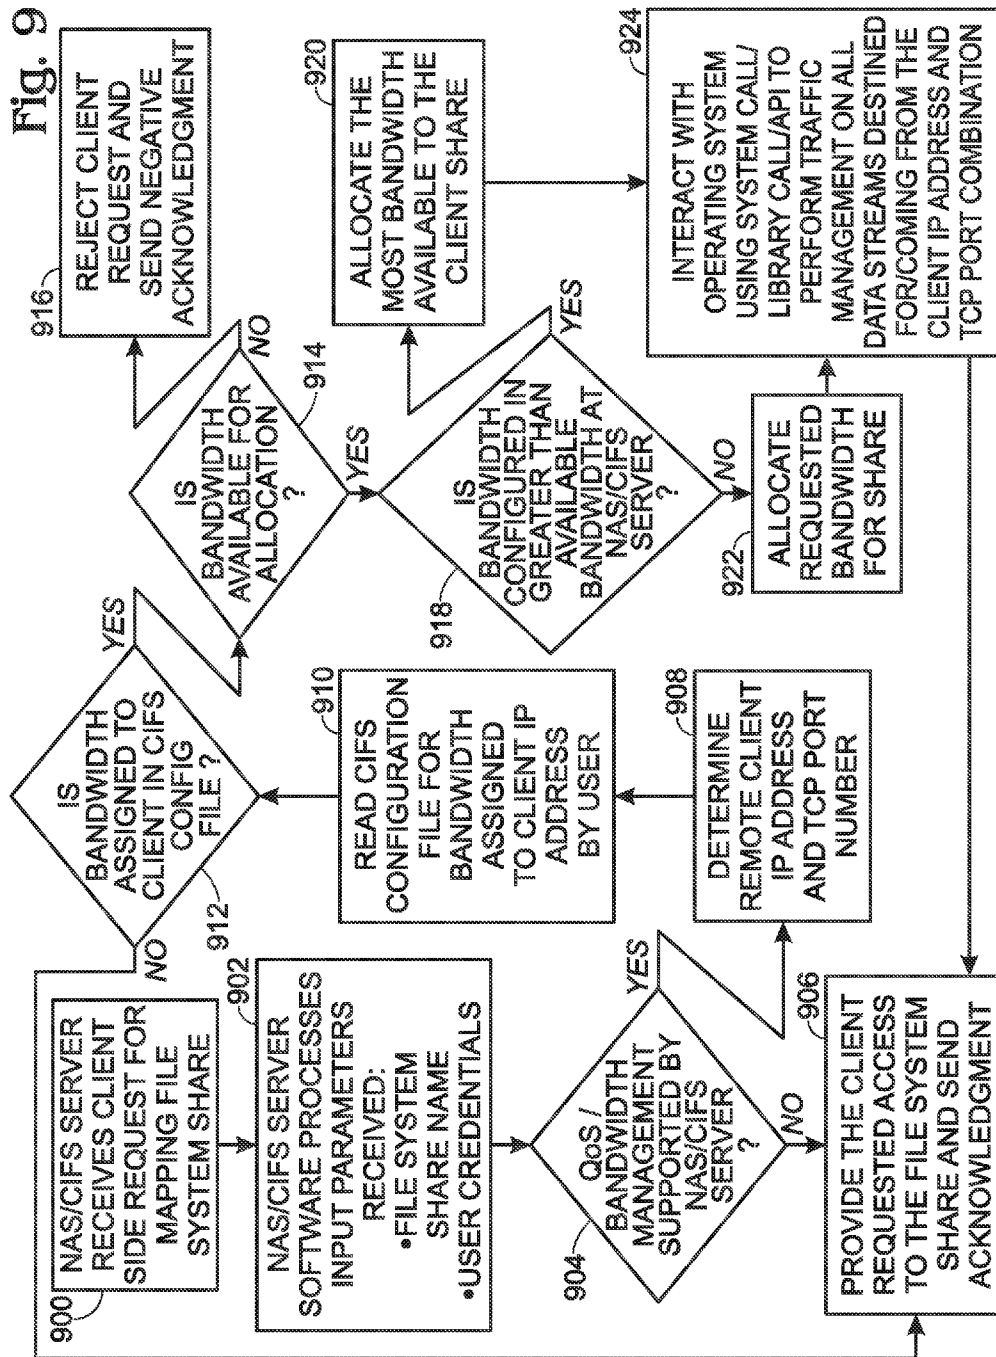 Fig. 9
900
NAS/CIFS SERVER
RECEIVES CLIENT
SIDE REQUEST FOR
MAPPING FILE
SYSTEM SHARE
902
NAS/CIFS SERVER
SOFTWARE PROCESSES
INPUT PARAMETERS
RECEIVED:
•FILE SYSTEM
SHARE NAME
•USER CREDENTIALS
904
QoS /
BANDWIDTH
MANAGEMENT
SUPPORTED BY
NAS/CIFS
SERVER
?
YES
NO
906
PROVIDE THE CLIENT
REQUESTED ACCESS
TO THE FILE SYSTEM
SHARE AND SEND
ACKNOWLEDGMENT
908
DETERMINE
REMOTE CLIENT
IP ADDRESS
AND TCP PORT
NUMBER
910
READ CIFS
CONFIGURATION
FILE FOR
BANDWIDTH
ASSIGNED
TO CLIENT IP
ADDRESS
BY USER
912
IS
BANDWIDTH
ASSIGNED TO
CLIENT IN CIFS
CONFIG
FILE ?
NO
YES
914
IS
BANDWIDTH
AVAILABLE FOR
ALLOCATION
?
NO
YES
916
REJECT CLIENT
REQUEST AND
SEND NEGATIVE
ACKNOWLEDGMENT
918
IS
BANDWIDTH
CONFIGURED IN
GREATER THAN
AVAILABLE
BANDWIDTH AT
NAS/CIFS
SERVER
?
YES
NO
920
ALLOCATE THE
MOST BANDWIDTH
AVAILABLE TO THE
CLIENT SHARE
922
ALLOCATE
REQUESTED
BANDWIDTH
FOR SHARE
924
INTERACT WITH
OPERATING SYSTEM
USING SYSTEM CALL/
LIBRARY CALL/API TO
PERFORM TRAFFIC
MANAGEMENT ON ALL
DATA STREAMS DESTINED
FOR/COMING FROM THE
CLIENT IP ADDRESS AND
TCP PORT COMBINATION